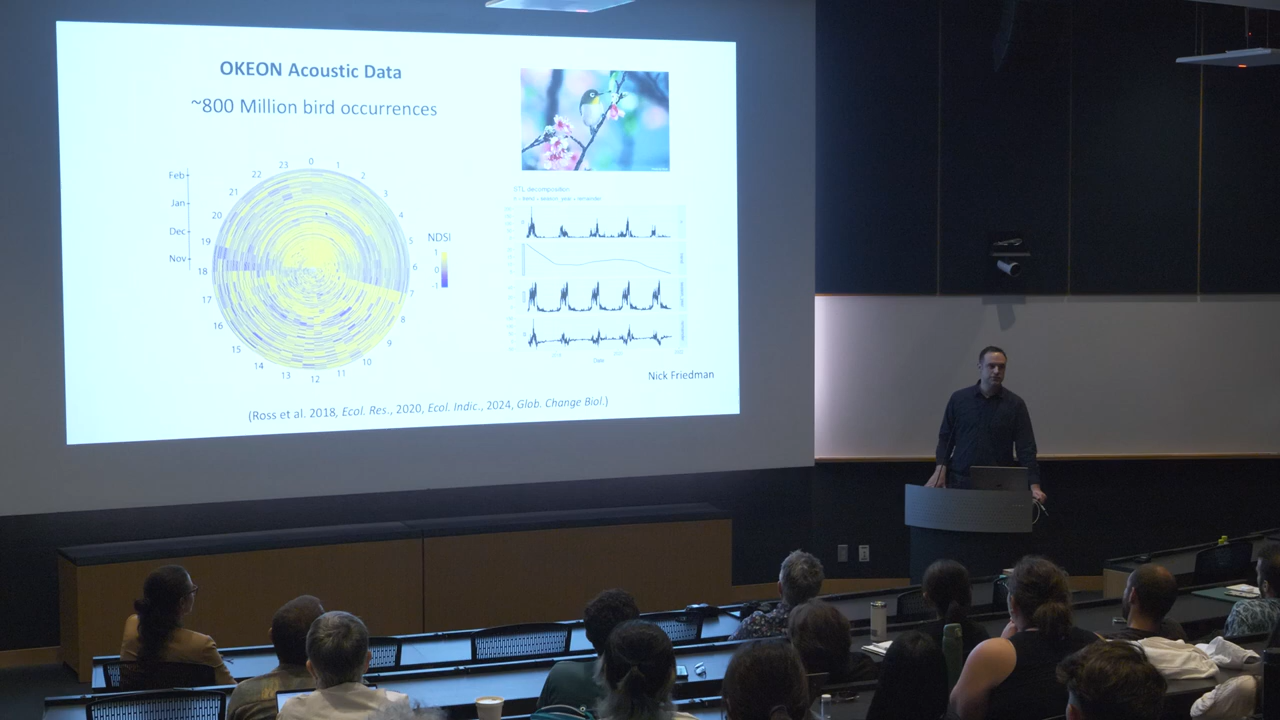 OKEON Acoustic Data
~800 Million bird occurrences
23 0 1
22 2
21 3
20 4
19 5
18 6
17 7
16 8
15 9
14 10
13 12 11
Feb
Jan
Dec
Nov
NDSI
1
0
-1
STL decomposition
Date
Nick Friedman
(Ross et al. 2018, Ecol. Res., 2020, Ecol. Indic., 2024, Glob. Change Biol.)